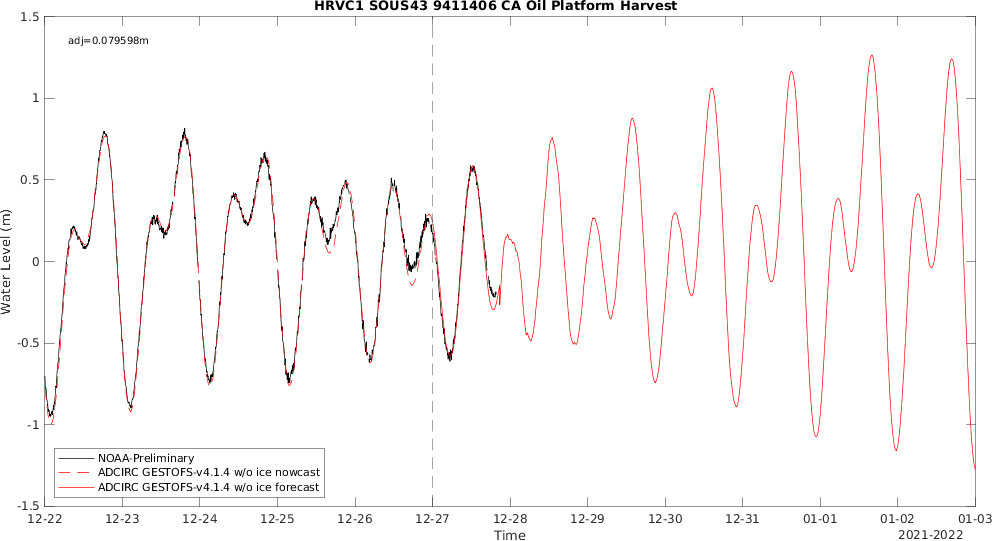 HRVC1 SOUS43 9411406 CA Oil Platform Harvest
adj=0.079598m
1.5
1
0.5
0
-0.5
-1
-1.5
Water Level (m)
NOAA-Preliminary
ADCIRC GESTOFS-v4.1.4 w/o ice nowcast
ADCIRC GESTOFS-v4.1.4 w/o ice forecast
12-22 12-23 12-24 12-25 12-26 12-27 12-28 12-29 12-30 12-31 01-01 01-02 01-03
Time
2021-2022